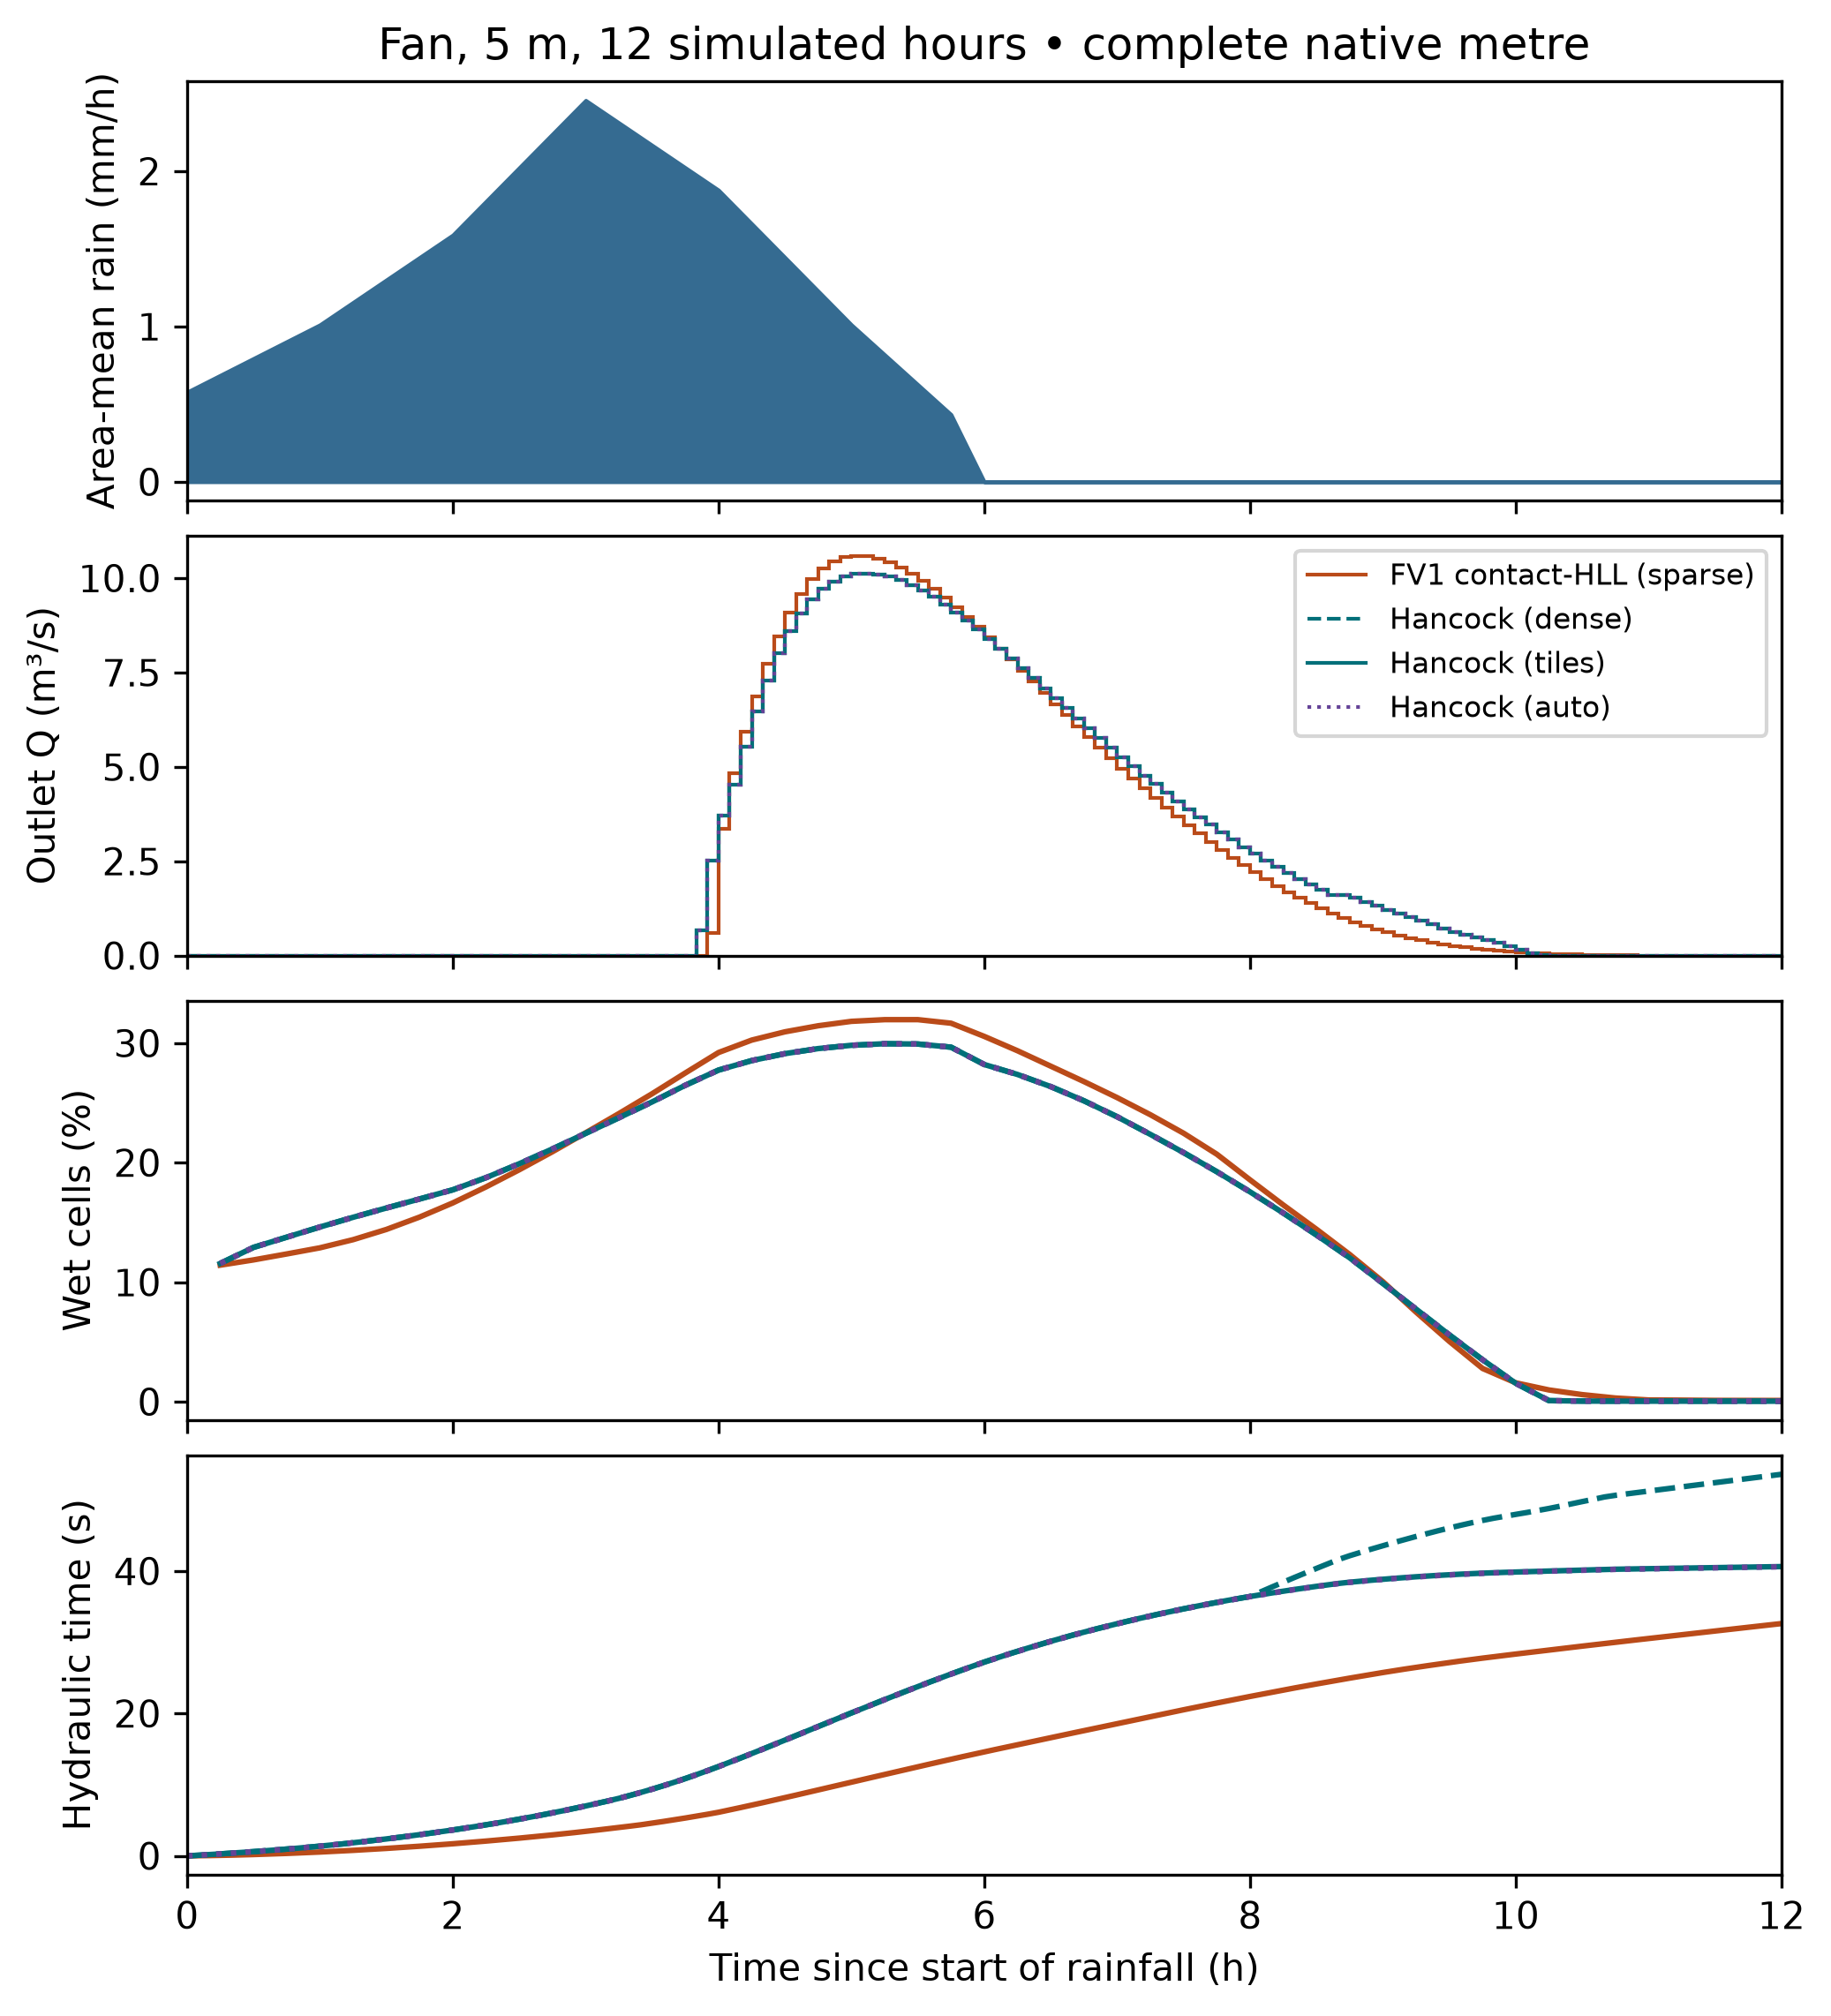 Fan, 5 m, 12 simulated hours • complete native metre
Area-mean rain (mm/h)
2
1
0
Outlet Q (m³/s)
10.0
7.5
5.0
2.5
0.0
FV1 contact-HLL (sparse)
Hancock (dense)
Hancock (tiles)
Hancock (auto)
Wet cells (%)
30
20
10
0
Hydraulic time (s)
40
20
0
0 2 4 6 8 10 12
Time since start of rainfall (h)